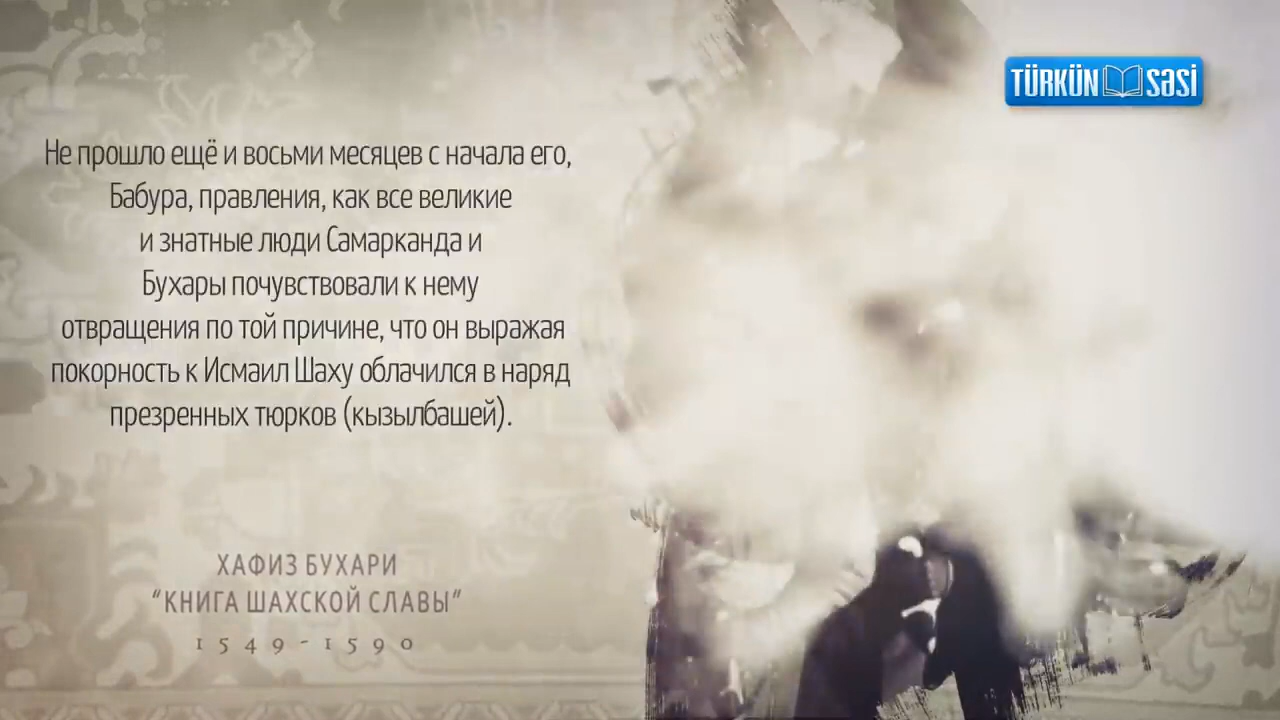 TÜRKÜN SƏSİ
Не прошло ещё и восьми месяцев с начала его,
Бабура, правления, как все великие
и знатные люди Самарканда и
Бухары почувствовали к нему
отвращения по той причине, что он выражая
покорность к Исмаил Шаху облачился в наряд
презренных тюрков (кызылбашей).
ХАФИЗ БУХАРИ
“КНИГА ШАХСКОЙ СЛАВЫ”
1549-1590